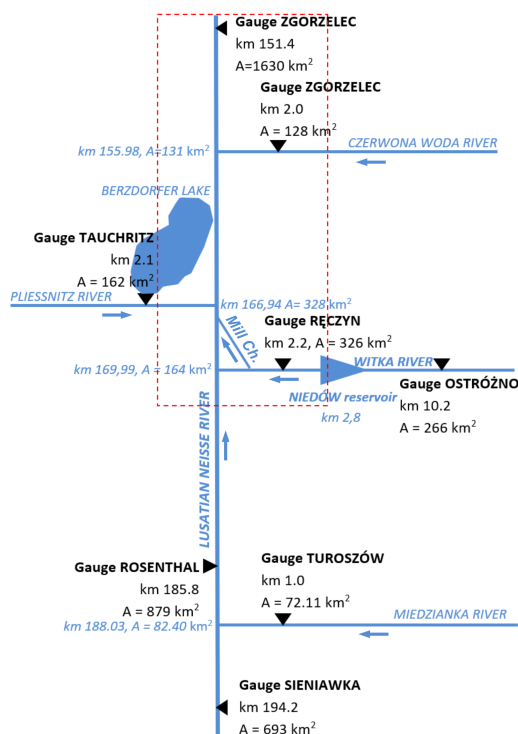 Gauge ZGORZELEC
km 151.4
A=1630 km²
Gauge ZGORZELEC
km 2.0
A = 128 km²
km 155.98, A=131 km²
CZERWONA WODA RIVER
BERZDORFER LAKE
Gauge TAUCHRITZ
km 2.1
A = 162 km²
PLIESSNITZ RIVER
km 166,94 A= 328 km²
Mill Ch.
Gauge RĘCZYN
km 2.2, A = 326 km²
WITKA RIVER
km 169,99, A = 164 km²
Gauge OSTRÓŻNO
km 10.2
A = 266 km²
NIEDÓW reservoir
km 2,8
LUSATIAN NEISSE RIVER
Gauge ROSENTHAL
km 185.8
A = 879 km²
Gauge TUROSZÓW
km 1.0
A = 72.11 km²
km 188.03, A = 82.40 km²
MIEDZIANKA RIVER
Gauge SIENIAWKA
km 194.2
A = 693 km²